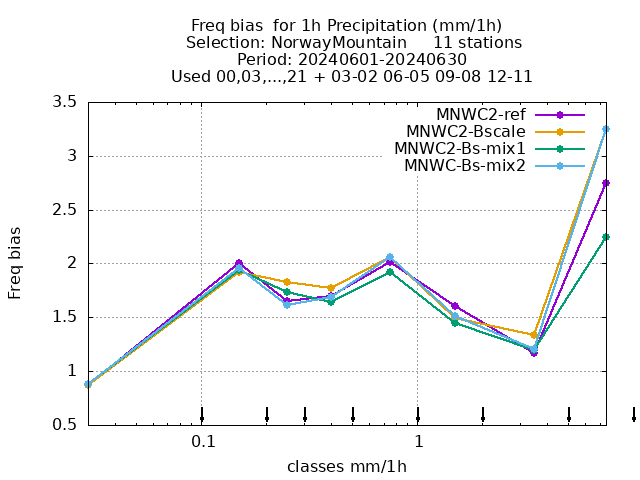 Freq bias  for 1h Precipitation (mm/1h)
Selection: NorwayMountain     11 stations
Period: 20240601-20240630
Used 00,03,...,21 + 03-02 06-05 09-08 12-11
MNWC2-ref
MNWC2-Bscale
MNWC2-Bs-mix1
MNWC-Bs-mix2
3.5
3
2.5
2
1.5
1
0.5
Freq bias
0.1
1
classes mm/1h